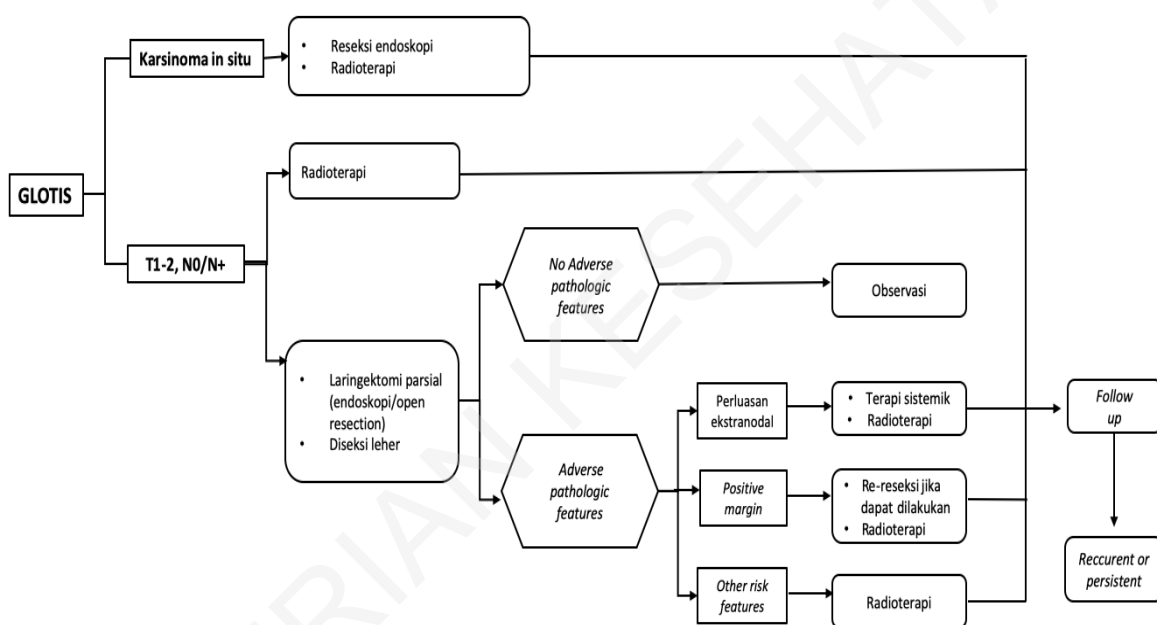 GLOTIS
Karsinoma in situ
• Reseksi endoskopi
• Radioterapi
T1-2, N0/N+
Radioterapi
• Laringektomi parsial
(endoskopi/open
resection)
• Diseksi leher
No Adverse
pathologic
features
Observasi
Adverse
pathologic
features
Perluasan
ekstranodal
• Terapi sistemik
• Radioterapi
Positive
margin
• Re-reseksi jika
dapat dilakukan
• Radioterapi
Other risk
features
Radioterapi
Follow
up
Reccurent or
persistent
RIAN KESEHATA